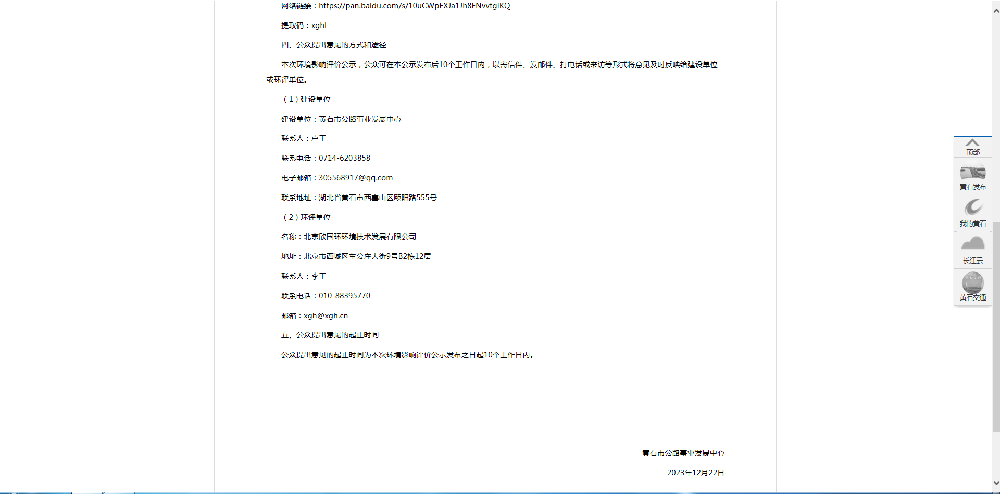 网络链接：https://pan.baidu.com/s/10uCWpFXJa1Jh8FNvvtgIKQ
提取码：xghl
四、公众提出意见的方式和途径
本次环境影响评价公示，公众可在本公示发布后10个工作日内，以寄信件、发邮件、打电话或来访等形式将意见及时反映给建设单位
或环评单位。
（1）建设单位
建设单位：黄石市公路事业发展中心
联系人：卢工
联系电话：0714-6203858
电子邮箱：305568917@qq.com
联系地址：湖北省黄石市西塞山区颐阳路555号
（2）环评单位
名称：北京欣国环环境技术发展有限公司
地址：北京市西城区车公庄大街9号B2栋12层
联系人：李工
联系电话：010-88395770
邮箱：xgh@xgh.cn
五、公众提出意见的起止时间
公众提出意见的起止时间为本次环境影响评价公示发布之日起10个工作日内。
黄石市公路事业发展中心
2023年12月22日
顶部
黄石发布
我的黄石
长江云
黄石交通